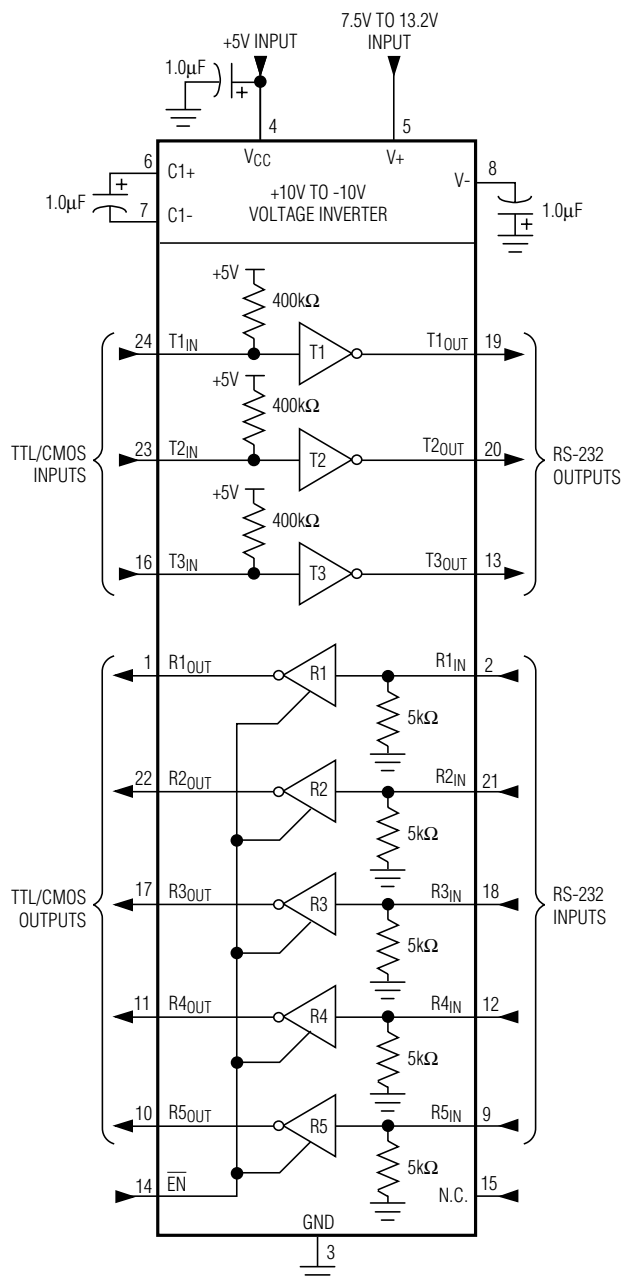 7.5V TO 13.2V
INPUT
+5V INPUT
1.0μF
+
4
5
VCC
V+
6
C1+
V-
8
+
1.0μF
7
C1-
+10V TO -10V
VOLTAGE INVERTER
1.0μF
+
+5V
400kΩ
24
T1IN
T1
T1OUT
19
+5V
400kΩ
TTL/CMOS
INPUTS
23
T2IN
T2
T2OUT
20
RS-232
OUTPUTS
+5V
400kΩ
16
T3IN
T3
T3OUT
13
1
R1OUT
R1
R1IN
2
5kΩ
22
R2OUT
R2
R2IN
21
5kΩ
TTL/CMOS
OUTPUTS
17
R3OUT
R3
R3IN
18
RS-232
INPUTS
5kΩ
11
R4OUT
R4
R4IN
12
5kΩ
10
R5OUT
R5
R5IN
9
5kΩ
14
EN
N.C.
15
GND
3